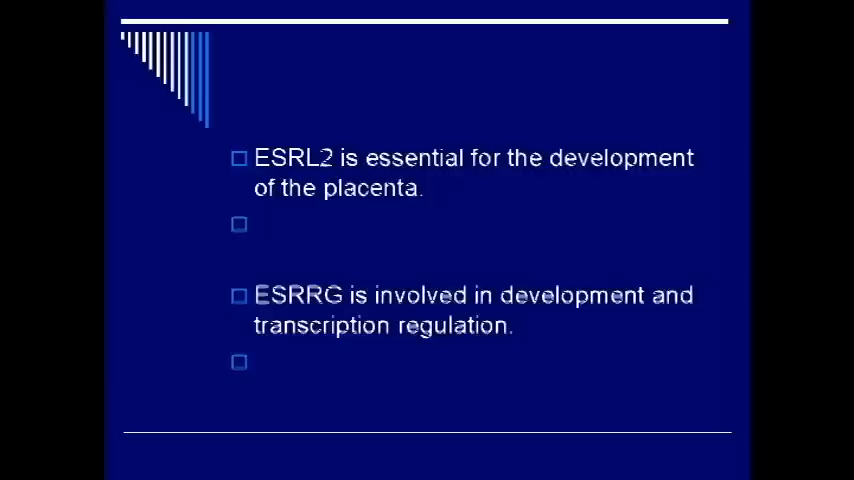 ESRL2 is essential for the development
of the placenta.
ESRRG is involved in development and
transcription regulation.